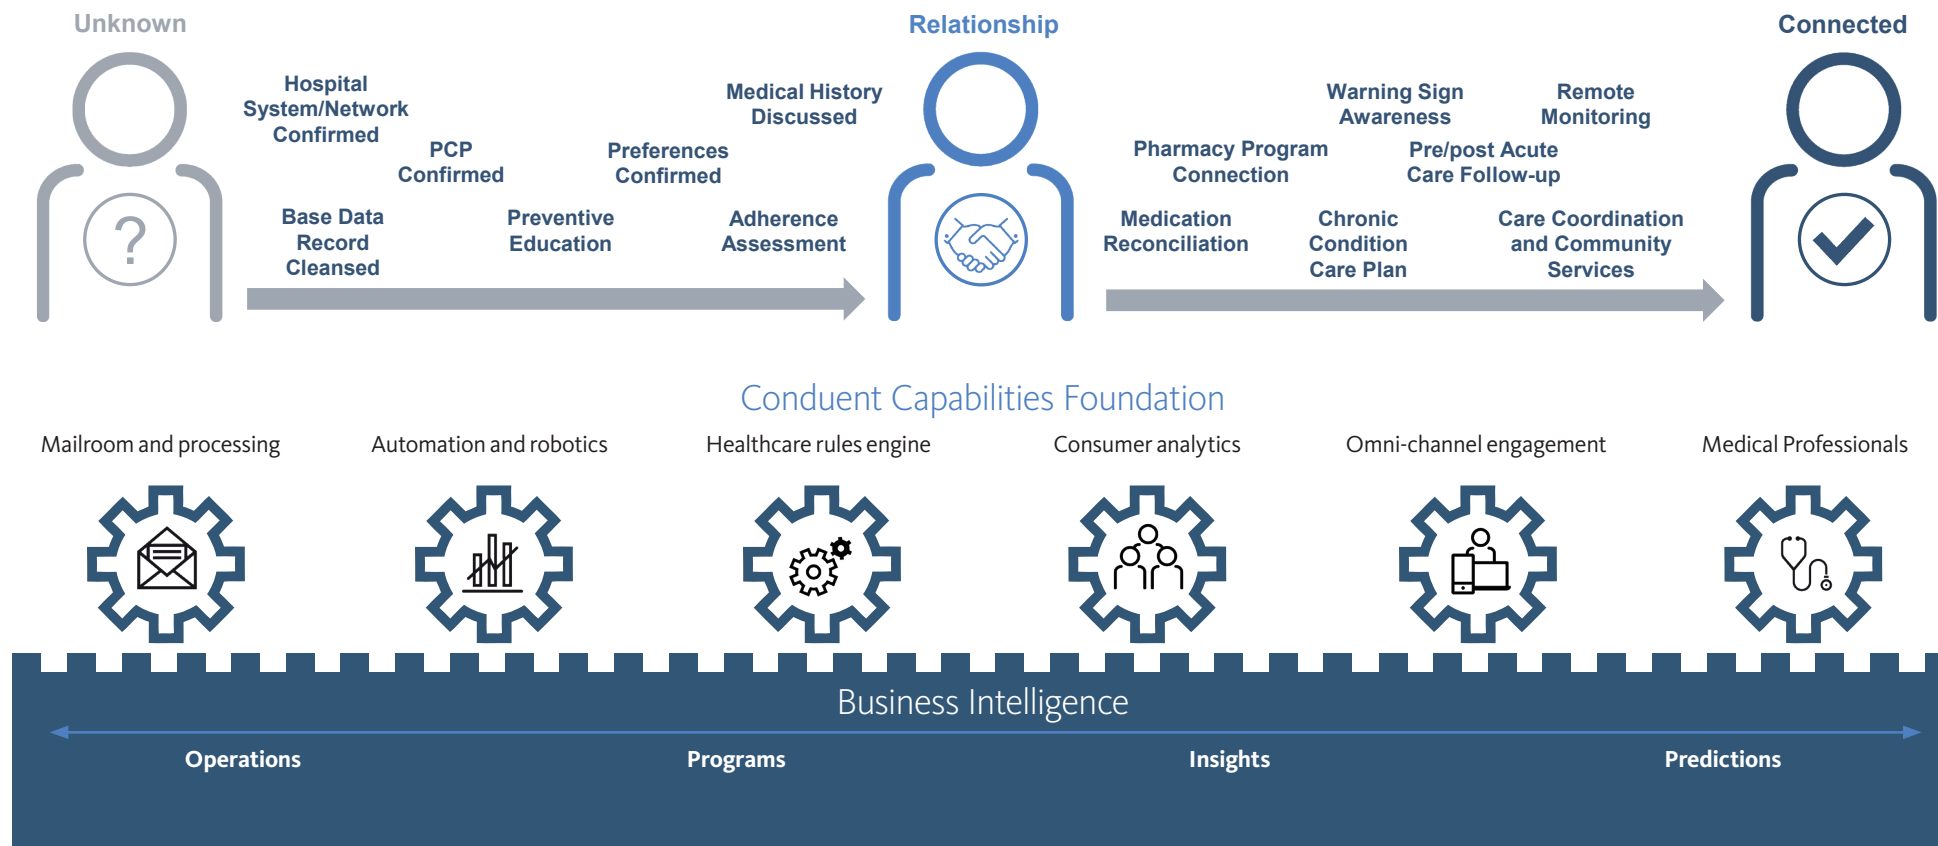 Unknown
Relationship
Connected
Hospital
System/Network
Confirmed
PCP
Confirmed
Preferences
Confirmed
Medical History
Discussed
Base Data
Record
Cleansed
Preventive
Education
Adherence
Assessment
?
Warning Sign
Awareness
Remote
Monitoring
Pharmacy Program
Connection
Pre/post Acute
Care Follow-up
Medication
Reconciliation
Chronic
Condition
Care Plan
Care Coordination
and Community
Services
Conduent Capabilities Foundation
Mailroom and processing
Automation and robotics
Healthcare rules engine
Consumer analytics
Omni-channel engagement
Medical Professionals
Business Intelligence
Operations
Programs
Insights
Predictions